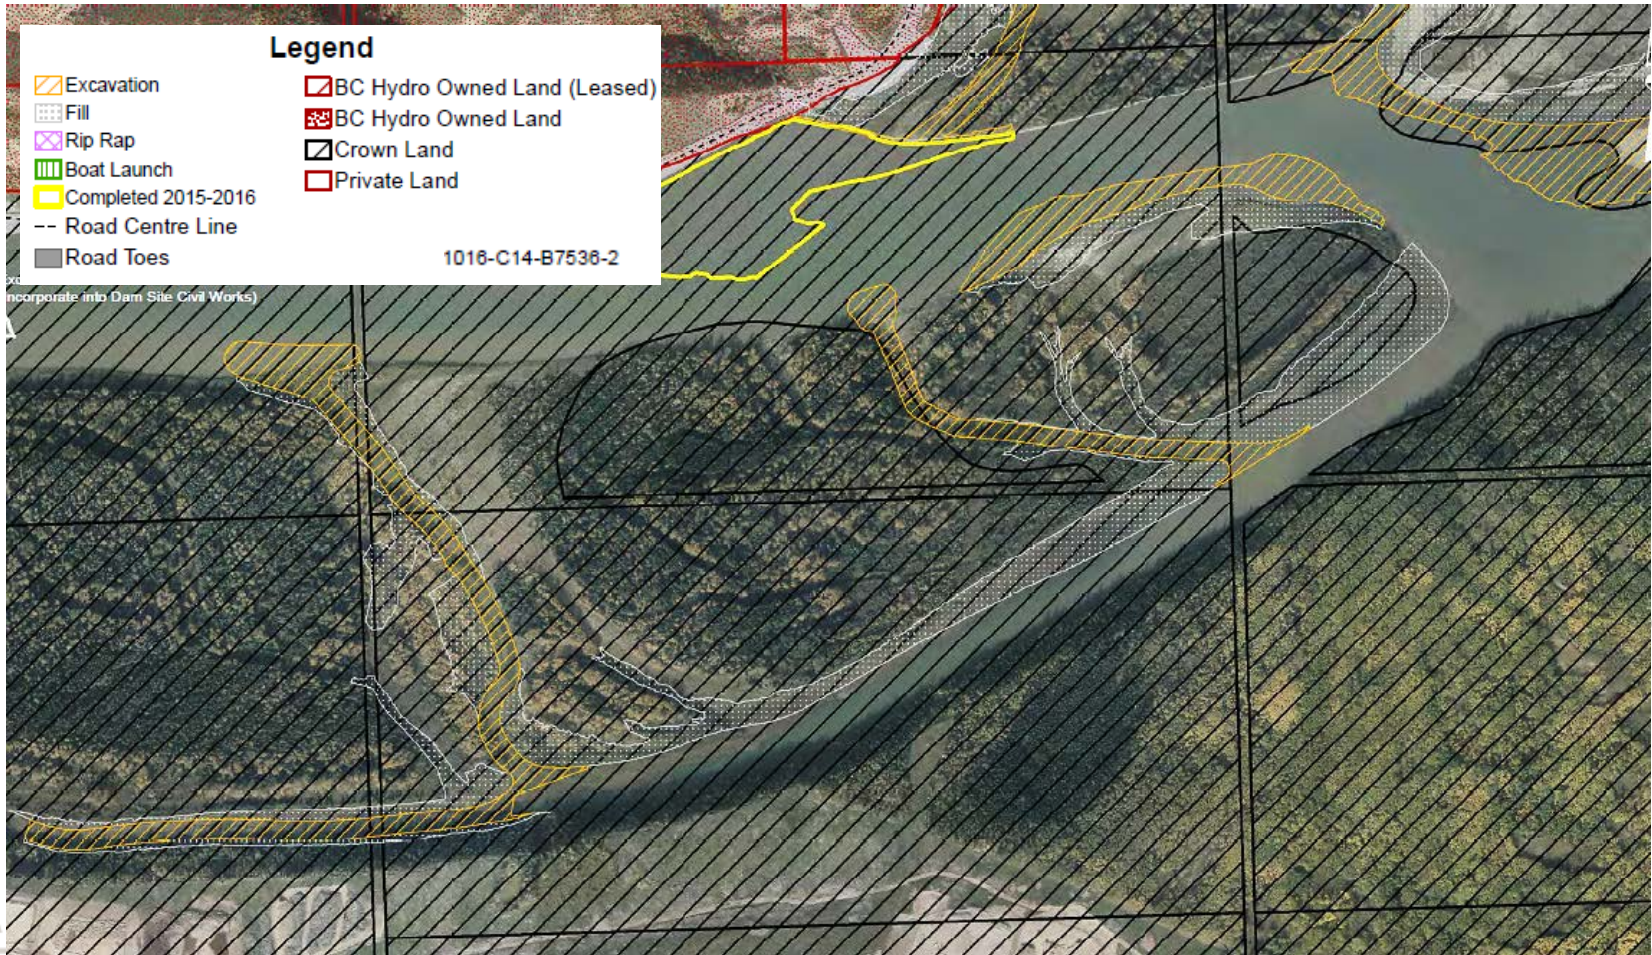 Legend
Excavation
Fill
Rip Rap
Boat Launch
Completed 2015-2016
Road Centre Line
Road Toes
BC Hydro Owned Land (Leased)
BC Hydro Owned Land
Crown Land
Private Land
1016-C14-B7536-2
ncorporate into Dam Site Civil Works)